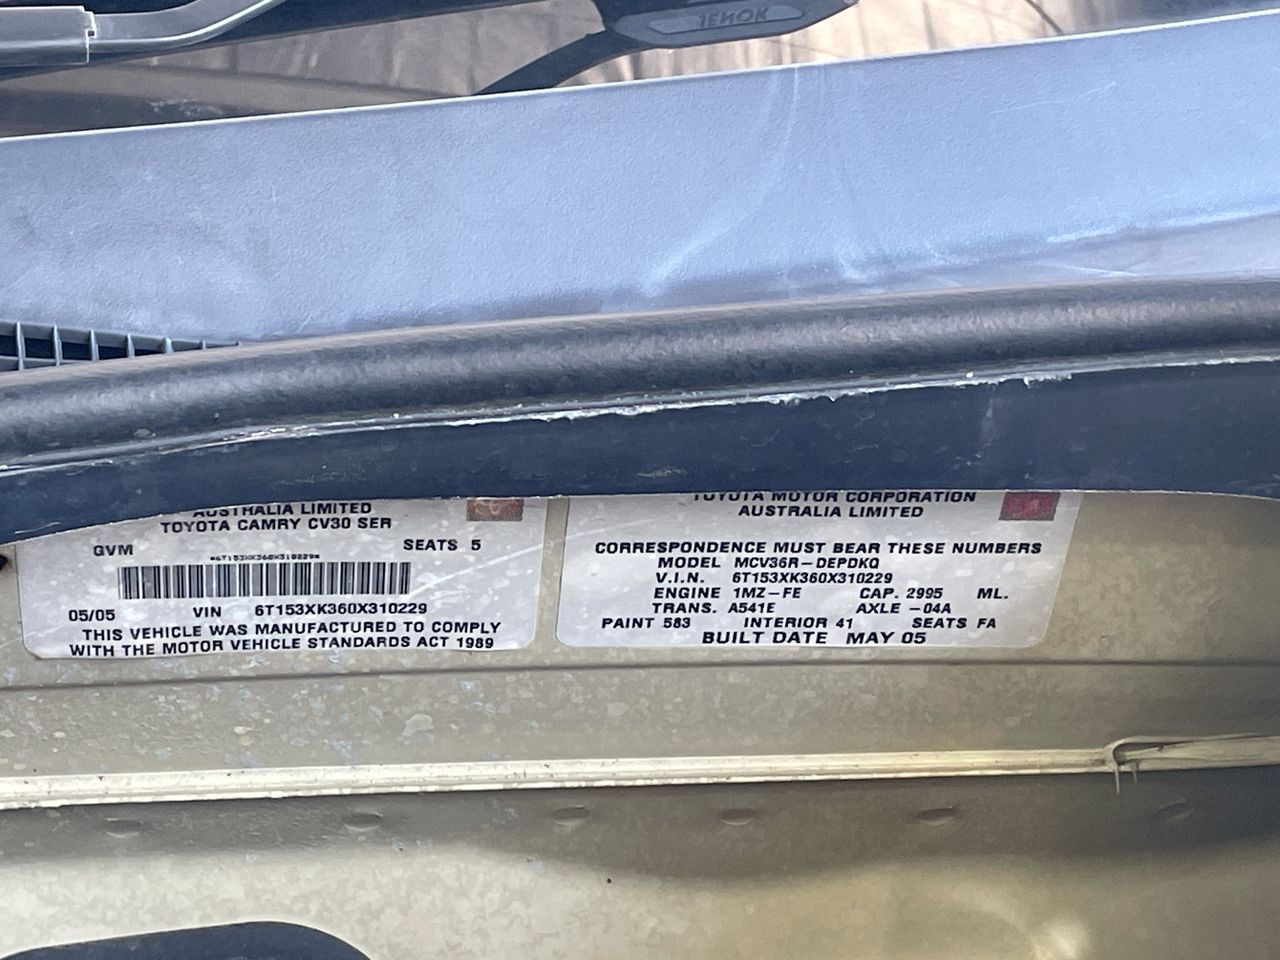 AUSTRALIA LIMITED
TOYOTA CAMRY CV30 SER
GVM SEATS 5
*6T153XK360X310229*
05/05 VIN 6T153XK360X310229
THIS VEHICLE WAS MANUFACTURED TO COMPLY
WITH THE MOTOR VEHICLE STANDARDS ACT 1989
TOYOTA MOTOR CORPORATION
AUSTRALIA LIMITED
CORRESPONDENCE MUST BEAR THESE NUMBERS
MODEL MCV36R-DEPDKQ
V.I.N. 6T153XK360X310229
ENGINE 1MZ-FE CAP. 2995 ML.
TRANS. A541E AXLE -04A
PAINT 583 INTERIOR 41 SEATS FA
BUILT DATE MAY 05